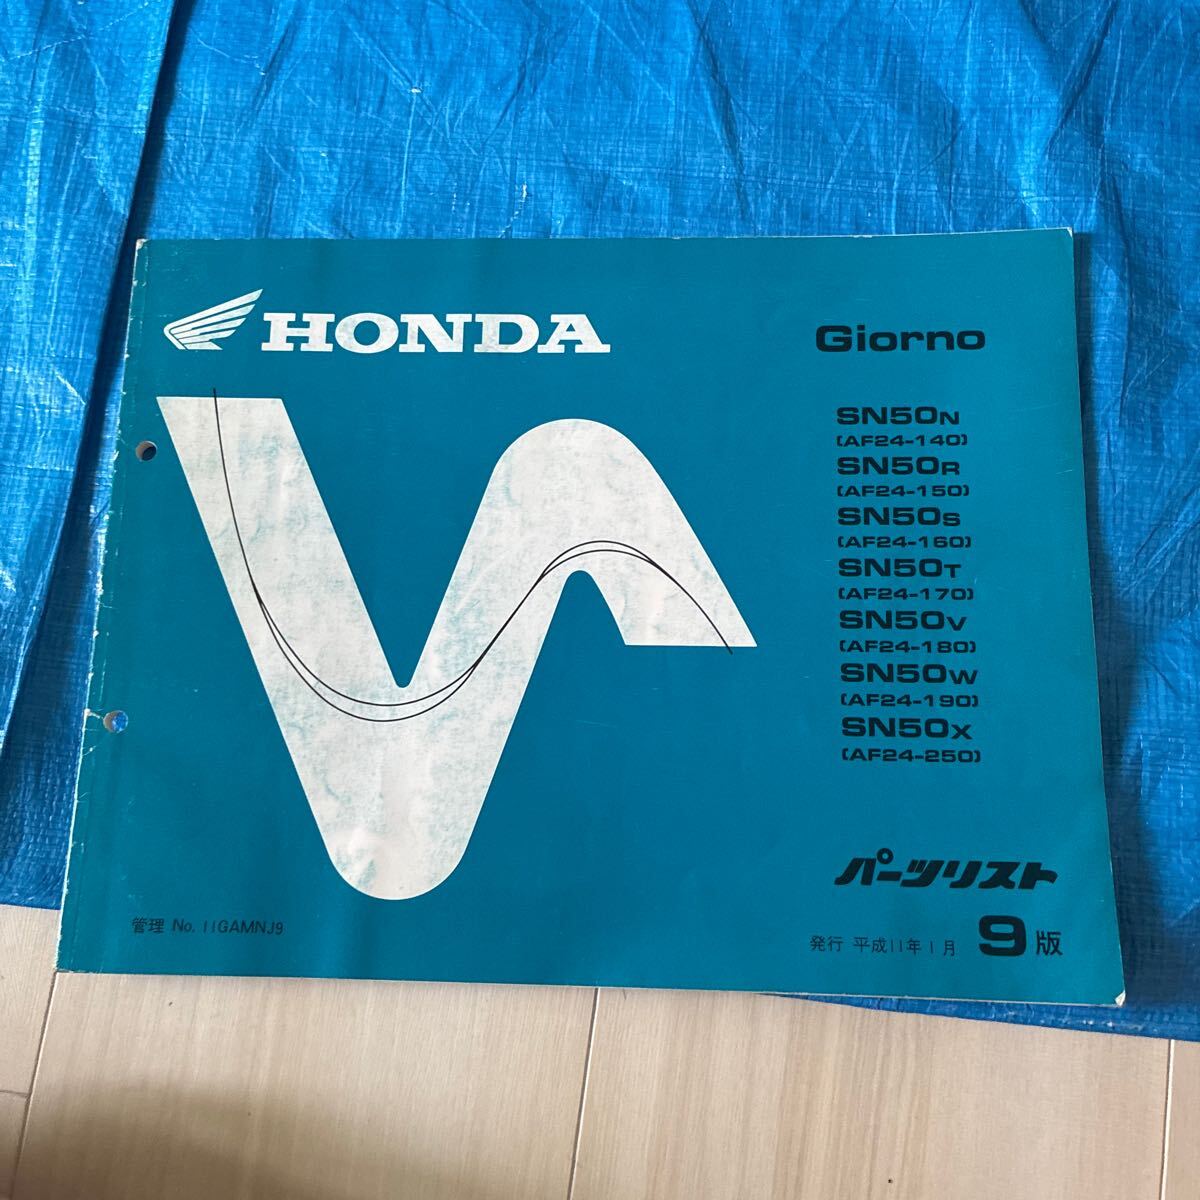 HONDA
Giorno
SN50N
(AF24-140)
SN50R
(AF24-150)
SN50S
(AF24-160)
SN50T
(AF24-170)
SN50V
(AF24-180)
SN50W
(AF24-190)
SN50X
(AF24-250)
パーツリスト
管理 No. 11GAMNJ9
発行 平成11年1月 9版